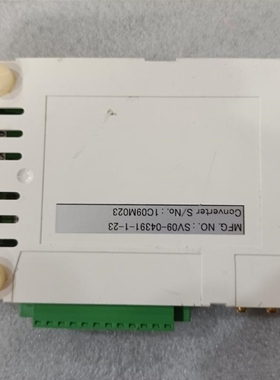 MFG. NO. : SV09-04391-1-23
Converter S/No. : 1C09M023